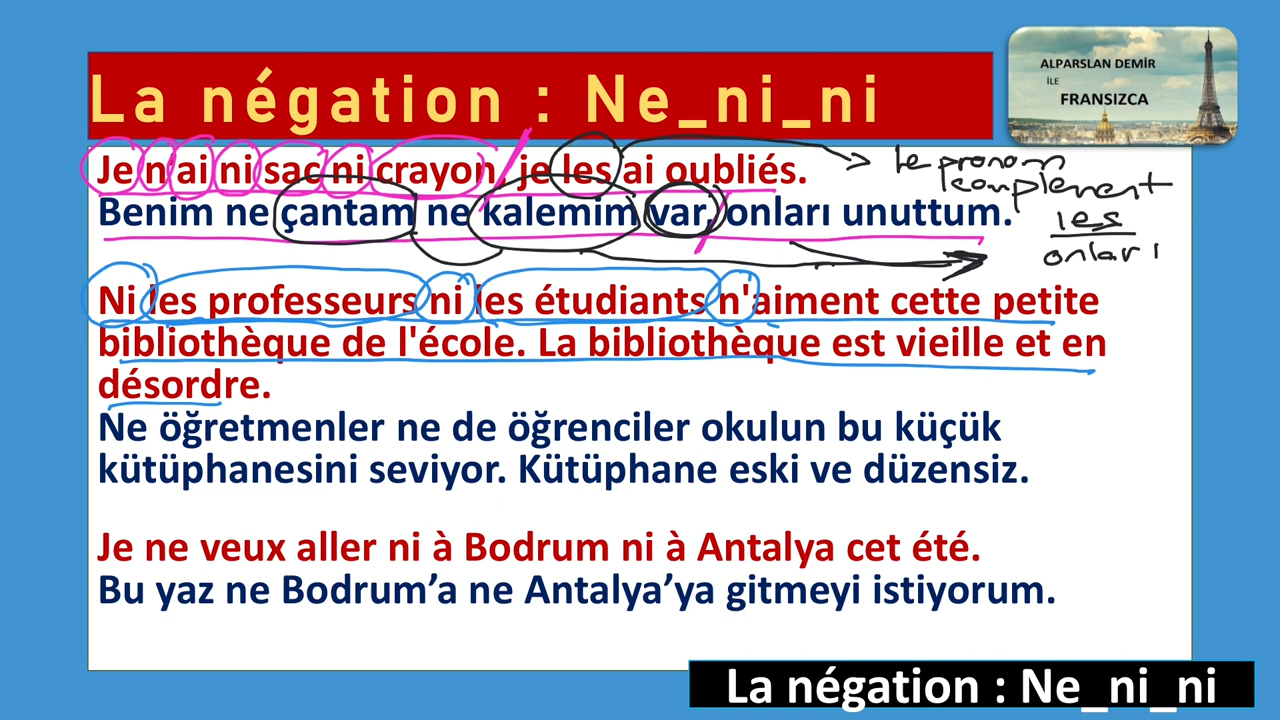 La négation : Ne_ni_ni
ALPARSLAN DEMİR
İLE
FRANSIZCA
Je n'ai ni sac ni crayon, je les ai oubliés.
Benim ne çantam ne kalemim var, onları unuttum.
le pronom
complément
les
onları
Ni les professeurs ni les étudiants n'aiment cette petite
bibliothèque de l'école. La bibliothèque est vieille et en
désordre.
Ne öğretmenler ne de öğrenciler okulun bu küçük
kütüphanesini seviyor. Kütüphane eski ve düzensiz.
Je ne veux aller ni à Bodrum ni à Antalya cet été.
Bu yaz ne Bodrum’a ne Antalya’ya gitmeyi istiyorum.
La négation : Ne_ni_ni